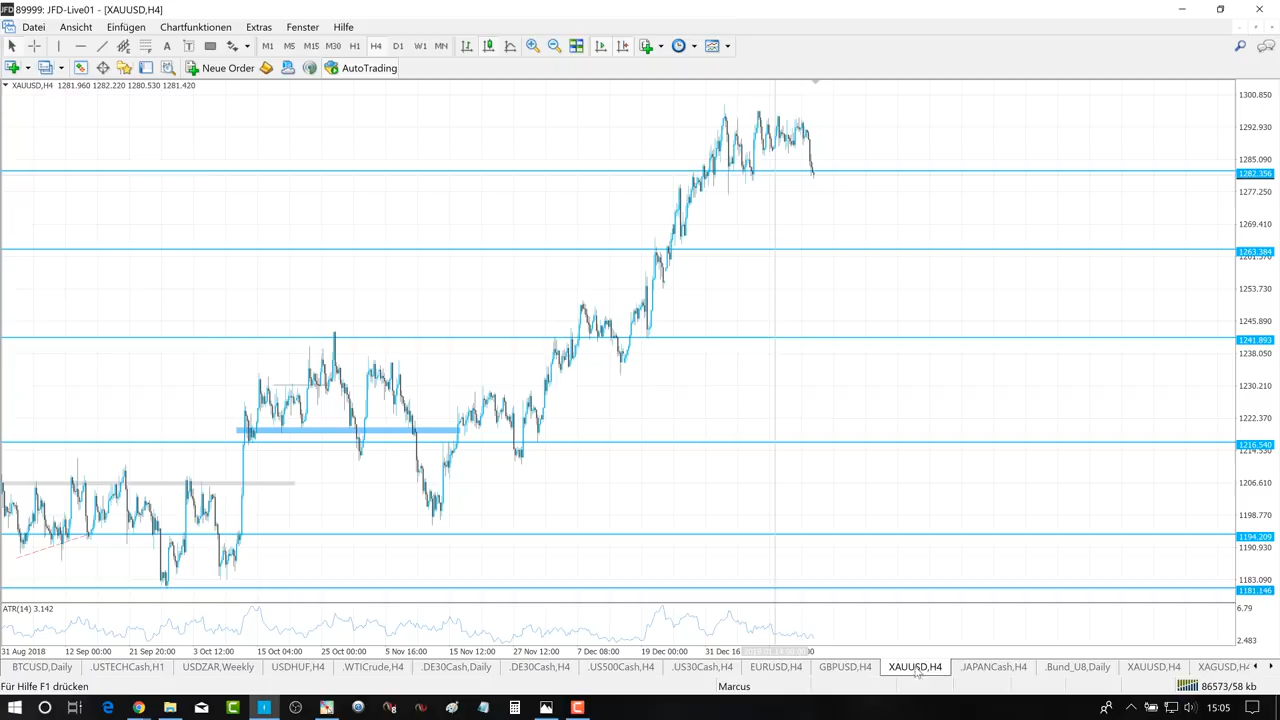 JFD 89999: JFD-Live01 - [XAUUSD,H4]
Datei Ansicht Einfügen Chartfunktionen Extras Fenster Hilfe
A T M1 M5 M15 M30 H1 H4 D1 W1 MN
Neue Order AutoTrading
XAUUSD,H4 1281.960 1282.220 1280.530 1281.420
1300.850
1292.930
1285.090
1282.356
1277.250
1269.410
1263.384
1253.730
1245.890
1241.893
1238.050
1230.210
1222.370
1216.540
1214.530
1206.610
1198.770
1194.209
1190.930
1183.090
1181.146
ATR(14) 3.142
6.79
2.483
31 Aug 2018 12 Sep 00:00 21 Sep 20:00 3 Oct 12:00 15 Oct 04:00 25 Oct 00:00 5 Nov 16:00 15 Nov 12:00 27 Nov 12:00 7 Dec 08:00 19 Dec 00:00 31 Dec 16 2019.01.14 00:00
BTCUSD,Daily .USTECHCash,H1 USDZAR,Weekly USDHUF,H4 .WTICrude,H4 .DE30Cash,Daily .DE30Cash,H4 .US500Cash,H4 .US30Cash,H4 EURUSD,H4 GBPUSD,H4 XAUUSD,H4 .JAPANCash,H4 .Bund_U8,Daily XAUUSD,H4 XAGUSD,H4
Für Hilfe F1 drücken Marcus 86573/58 kb
15:05